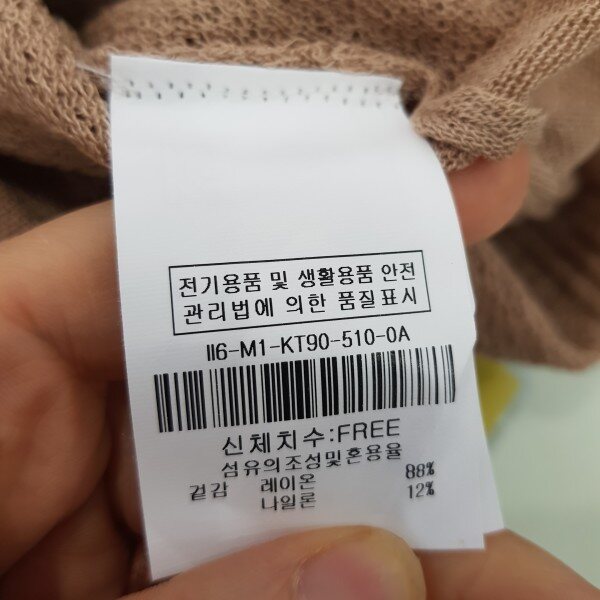 전기용품 및 생활용품 안전
관리법에 의한 품질표시
II6-M1-KT90-510-0A
신체치수:FREE
섬유의조성및혼용율
겉감 레이온 88%
나일론 12%